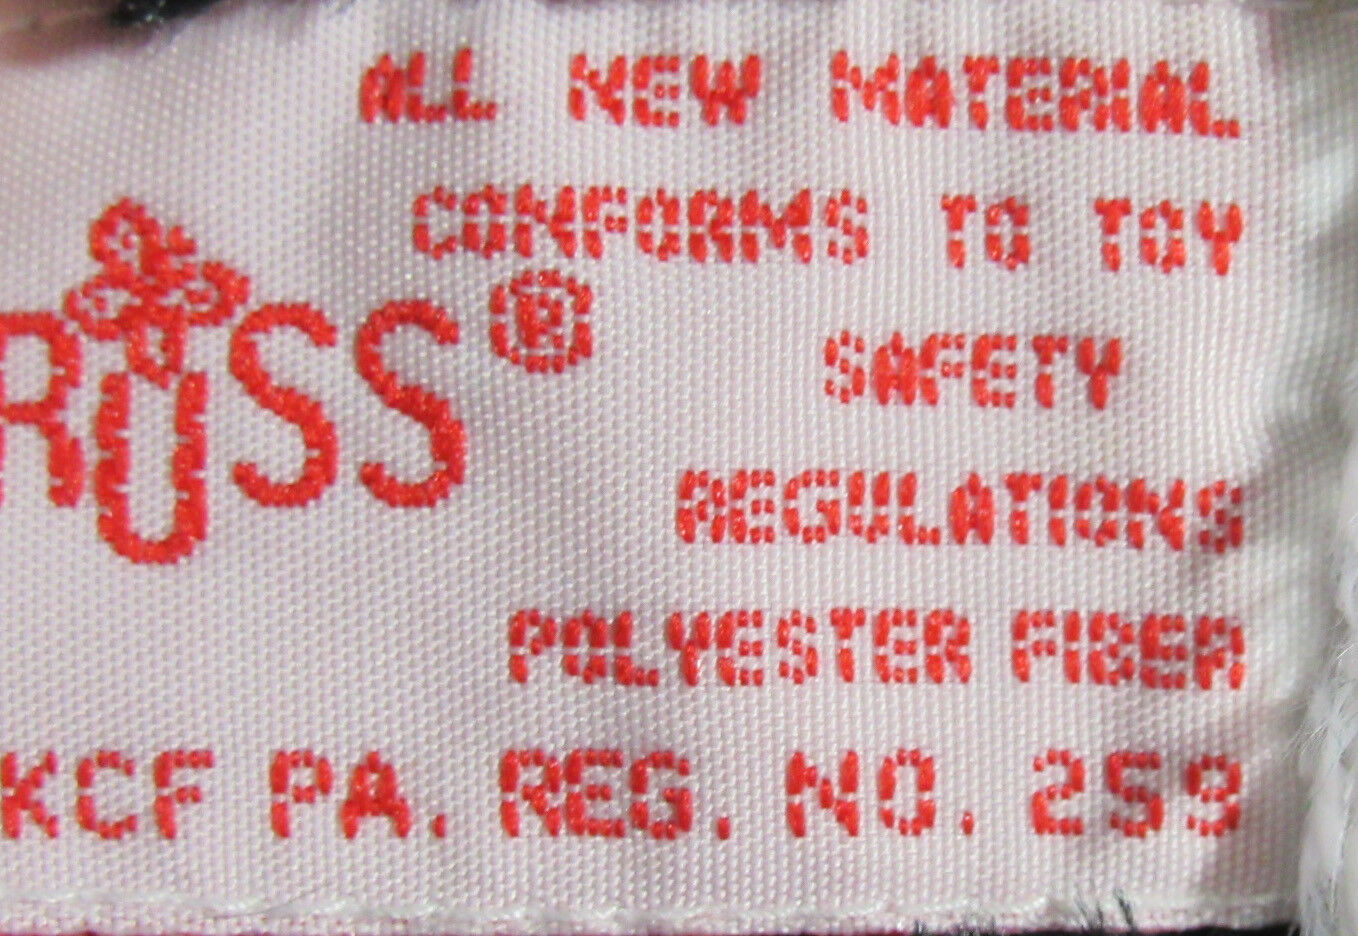 ALL NEW MATERIAL
CONFORMS TO TOY
RUSS®
SAFETY
REGULATIONS
POLYESTER FIBER
KCF PA. REG. NO. 259